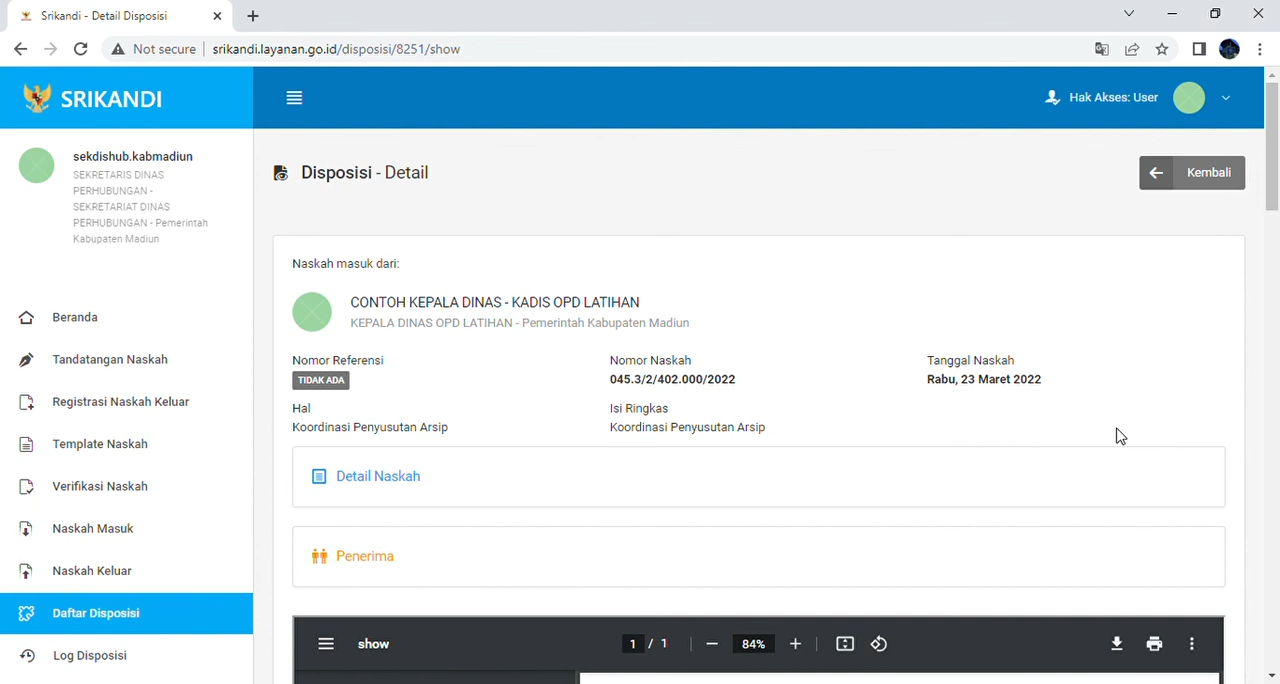 Srikandi - Detail Disposisi
Not secure
srikandi.layanan.go.id/disposisi/8251/show
SRIKANDI
Hak Akses: User
sekdishub.kabmadiun
SEKRETARIS DINAS
PERHUBUNGAN -
SEKRETARIAT DINAS
PERHUBUNGAN - Pemerintah
Kabupaten Madiun
Beranda
Tandatangan Naskah
Registrasi Naskah Keluar
Template Naskah
Verifikasi Naskah
Naskah Masuk
Naskah Keluar
Daftar Disposisi
Log Disposisi
Disposisi - Detail
Kembali
Naskah masuk dari:
CONTOH KEPALA DINAS - KADIS OPD LATIHAN
KEPALA DINAS OPD LATIHAN - Pemerintah Kabupaten Madiun
Nomor Referensi
TIDAK ADA
Nomor Naskah
045.3/2/402.000/2022
Tanggal Naskah
Rabu, 23 Maret 2022
Hal
Koordinasi Penyusutan Arsip
Isi Ringkas
Koordinasi Penyusutan Arsip
Detail Naskah
Penerima
show
1 / 1
84%